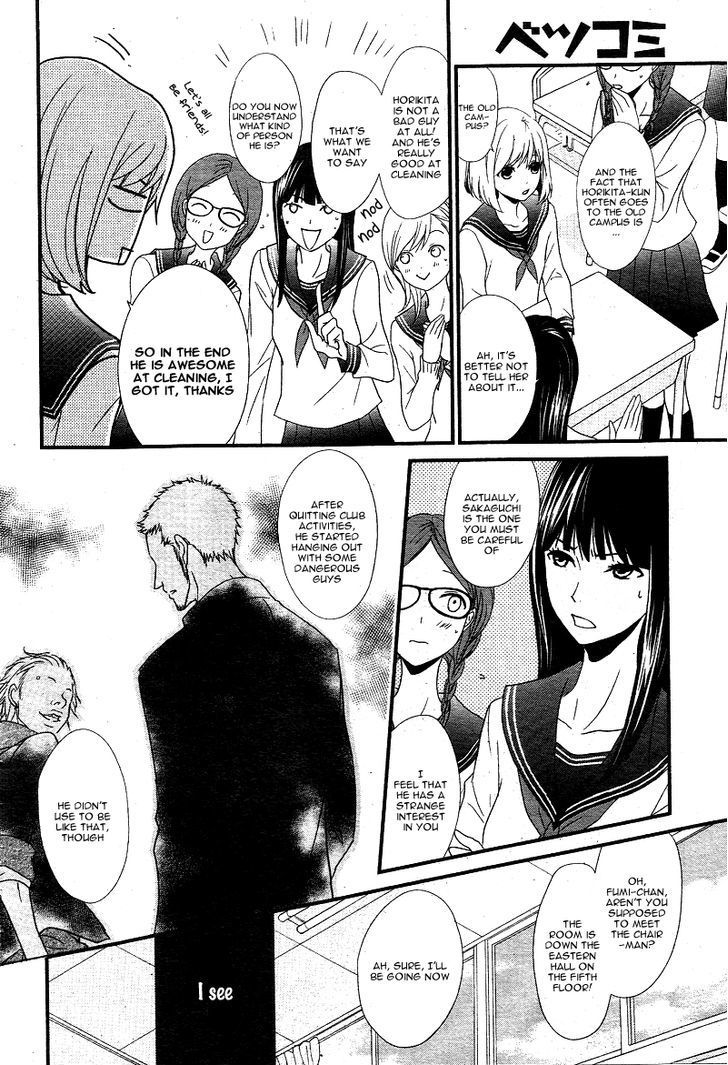 ベツコミ
AND THE
FACT THAT
HORIKITA-KUN
OFTEN GOES
TO THE OLD
CAMPUS IS
...
THE OLD
CAM-
PUS?
AH, IT'S
BETTER NOT
TO TELL HER
ABOUT IT...
HORIKITA
IS NOT A
BAD GUY
AT ALL!
AND HE'S
REALLY
GOOD AT
CLEANING
nod
nod
THAT'S
WHAT WE
WANT
TO SAY
DO YOU NOW
UNDERSTAND
WHAT KIND
OF PERSON
HE IS?
Let's all
be friends!
SO IN THE END
HE IS AWESOME
AT CLEANING, I
GOT IT, THANKS
ACTUALLY,
SAKAGUCHI
IS THE ONE
YOU MUST
BE CAREFUL
OF
I
FEEL THAT
HE HAS A
STRANGE
INTEREST
IN YOU
AFTER
QUITTING CLUB
ACTIVITIES,
HE STARTED
HANGING OUT
WITH SOME
DANGEROUS
GUYS
HE DIDN'T
USE TO BE
LIKE THAT,
THOUGH
OH,
FUMI-CHAN,
AREN'T YOU
SUPPOSED
TO MEET
THE CHAIR
-MAN?
THE
ROOM IS
DOWN THE
EASTERN
HALL ON
THE FIFTH
FLOOR!
AH, SURE, I'LL
BE GOING NOW
I see